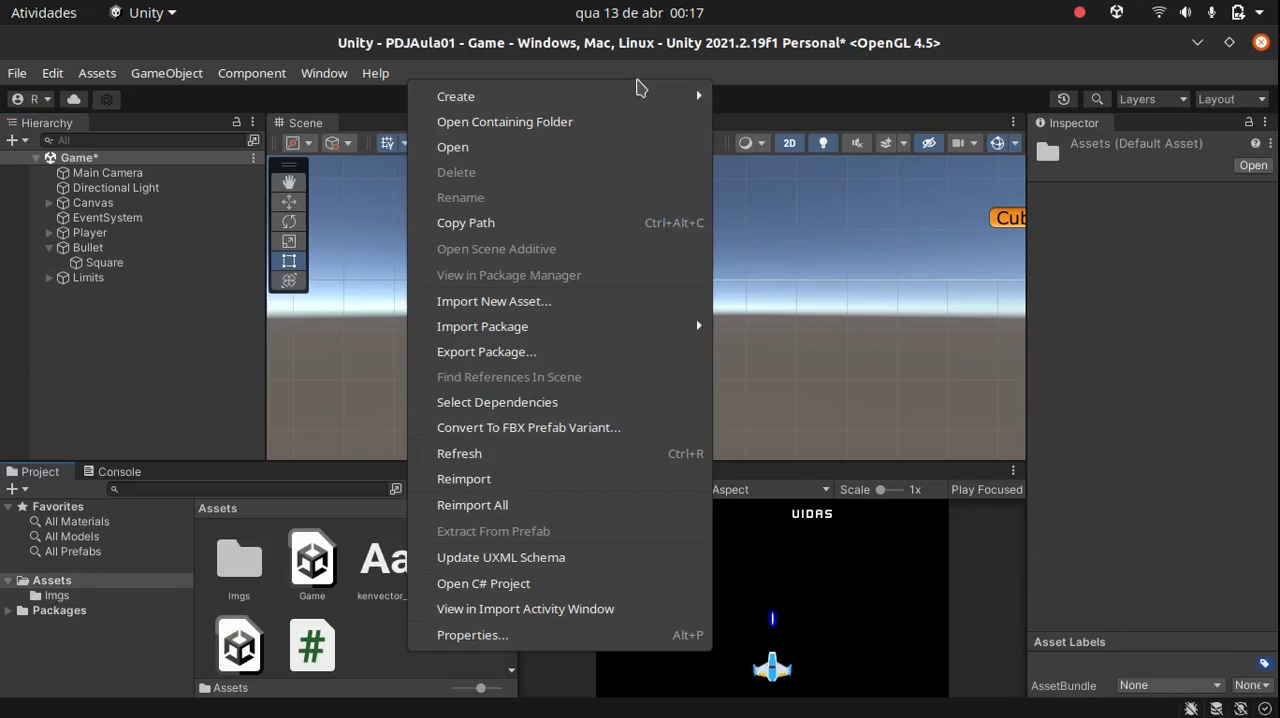 Atividades Unity qua 13 de abr 00:17
Unity - PDJAula01 - Game - Windows, Mac, Linux - Unity 2021.2.19f1 Personal* <OpenGL 4.5>
File Edit Assets GameObject Component Window Help
R Layers Layout
Hierarchy
All
Game*
Main Camera
Directional Light
Canvas
EventSystem
Player
Bullet
Square
Limits
Scene
2D
Create
Open Containing Folder
Open
Delete
Rename
Copy Path Ctrl+Alt+C
Open Scene Additive
View in Package Manager
Import New Asset...
Import Package
Export Package...
Find References In Scene
Select Dependencies
Convert To FBX Prefab Variant...
Refresh Ctrl+R
Reimport
Reimport All
Extract From Prefab
Update UXML Schema
Open C# Project
View in Import Activity Window
Properties... Alt+P
Inspector
Assets (Default Asset)
Open
Project Console
Favorites
All Materials
All Models
All Prefabs
Assets
Imgs
Packages
Assets
Aa
Imgs Game kenvector_
#
Assets
Aspect Scale 1x Play Focused
VIDAS
Asset Labels
AssetBundle None None